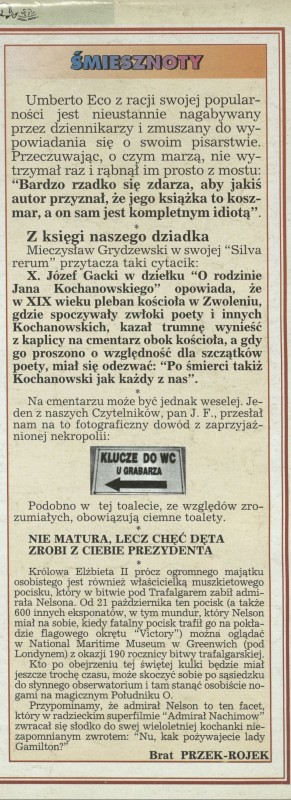 ŚMIESZNOTY
Umberto Eco z racji swojej popular-
ności jest nieustannie nagabywany
przez dziennikarzy i zmuszany do wy-
powiadania się o swoim pisarstwie.
Przeczuwając, o czym marzą, nie wy-
trzymał raz i rąbnął im prosto z mostu:
"Bardzo rzadko się zdarza, aby jakiś
autor przyznał, że jego książka to kosz-
mar, a on sam jest kompletnym idiotą".
*
Z księgi naszego dziadka
Mieczysław Grydzewski w swojej "Silva
rerum" przytacza taki cytacik:
X. Józef Gacki w dziełku "O rodzinie
Jana Kochanowskiego" opowiada, że
w XIX wieku pleban kościoła w Zwoleniu,
gdzie spoczywały zwłoki poety i innych
Kochanowskich, kazał trumnę wynieść
z kaplicy na cmentarz obok kościoła, a gdy
go proszono o wzgledność dla szczątków
poety, miał się odezwać: "Po śmierci takiż
Kochanowski jak każdy z nas".
*
Na cmentarzu może być jednak weselej. Je-
den z naszych Czytelników, pan J. F., przesłał
nam na to fotograficzny dowód z zaprzyjaź-
nionej nekropolii:
KLUCZE DO WC
U GRABARZA
Podobno w tej toalecie, ze względów zro-
zumiałych, obowiązują ciemne toalety.
*
NIE MATURA, LECZ CHĘĆ DĘTA
ZROBI Z CIEBIE PREZYDENTA
*
Królowa Elżbieta II prócz ogromnego majątku
osobistego jest również właścicielką muszkietowego
pocisku, który w bitwie pod Trafalgarem zabił admi-
rała Nelsona. Od 21 października ten pocisk (a także
600 innych eksponatów, w tym mundur, który Nelson
miał na sobie, kiedy fatalny pocisk trafił go na pokła-
dzie flagowego okrętu "Victory") można oglądać
w National Maritime Museum w Greenwich (pod
Londynem) z okazji 190 rocznicy bitwy trafalgarskiej.
Kto po obejrzeniu tej świętej kulki będzie miał
jeszcze trochę czasu, może skoczyć sobie po sąsiedzku
do słynnego obserwatorium i tam stanąć osobiście no-
gami na magicznym Południku O.
Przypominamy, że admirał Nelson to ten facet,
który w radzieckim superfilmie "Admirał Nachimow"
zwracał się słodko do swej wieloletniej kochanki nie-
zapomnianym zwrotem: "Nu, kak pożywajecie lady
Gamilton?"
Brat PRZEK-ROJEK